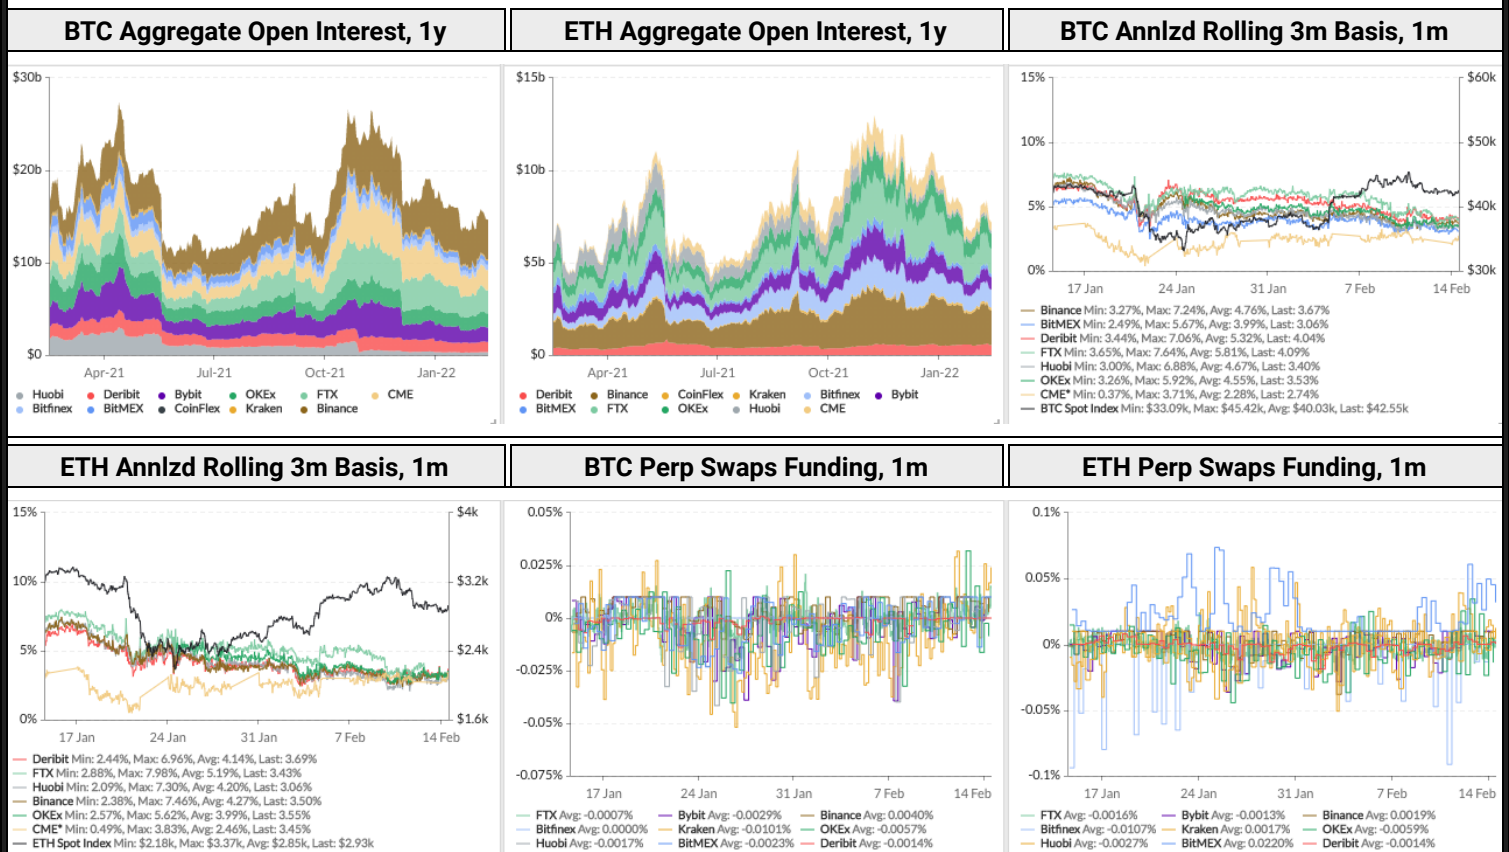 BTC Aggregate Open Interest, 1y
$30b
$20b
$10b
$0
Apr-21 Jul-21 Oct-21 Jan-22
Huobi Deribit Bybit OKEx FTX CME
Bitfinex BitMEX CoinFlex Kraken Binance
ETH Aggregate Open Interest, 1y
$15b
$10b
$5b
$0
Apr-21 Jul-21 Oct-21 Jan-22
Deribit Binance CoinFlex Kraken Bitfinex Bybit
BitMEX FTX OKEx Huobi CME
BTC Annlzd Rolling 3m Basis, 1m
15% $60k
10% $50k
5% $40k
0% $30k
17 Jan 24 Jan 31 Jan 7 Feb 14 Feb
Binance Min: 3.27%, Max: 7.24%, Avg: 4.76%, Last: 3.67%
BitMEX Min: 2.49%, Max: 5.67%, Avg: 3.99%, Last: 3.06%
Deribit Min: 3.44%, Max: 7.06%, Avg: 5.32%, Last: 4.04%
FTX Min: 3.65%, Max: 7.64%, Avg: 5.81%, Last: 4.09%
Huobi Min: 3.00%, Max: 6.88%, Avg: 4.67%, Last: 3.40%
OKEx Min: 3.26%, Max: 5.92%, Avg: 4.55%, Last: 3.53%
CME* Min: 0.37%, Max: 3.71%, Avg: 2.28%, Last: 2.74%
BTC Spot Index Min: $33.09k, Max: $45.42k, Avg: $40.03k, Last: $42.55k
ETH Annlzd Rolling 3m Basis, 1m
15% $4k
10% $3.2k
5% $2.4k
0% $1.6k
17 Jan 24 Jan 31 Jan 7 Feb 14 Feb
Deribit Min: 2.44%, Max: 6.96%, Avg: 4.14%, Last: 3.69%
FTX Min: 2.88%, Max: 7.98%, Avg: 5.19%, Last: 3.43%
Huobi Min: 2.09%, Max: 7.30%, Avg: 4.20%, Last: 3.06%
Binance Min: 2.38%, Max: 7.46%, Avg: 4.27%, Last: 3.50%
OKEx Min: 2.57%, Max: 5.62%, Avg: 3.99%, Last: 3.55%
CME* Min: 0.49%, Max: 3.83%, Avg: 2.46%, Last: 3.45%
ETH Spot Index Min: $2.18k, Max: $3.37k, Avg: $2.85k, Last: $2.93k
BTC Perp Swaps Funding, 1m
0.05%
0.025%
0%
-0.025%
-0.05%
-0.075%
17 Jan 24 Jan 31 Jan 7 Feb 14 Feb
FTX Avg: -0.0007% Bybit Avg: -0.0029% Binance Avg: 0.0040%
Bitfinex Avg: 0.0000% Kraken Avg: -0.0101% OKEx Avg: -0.0057%
Huobi Avg: -0.0017% BitMEX Avg: -0.0023% Deribit Avg: -0.0014%
ETH Perp Swaps Funding, 1m
0.1%
0.05%
0%
-0.05%
-0.1%
17 Jan 24 Jan 31 Jan 7 Feb 14 Feb
FTX Avg: -0.0016% Bybit Avg: -0.0013% Binance Avg: 0.0019%
Bitfinex Avg: -0.0107% Kraken Avg: 0.0017% OKEx Avg: -0.0059%
Huobi Avg: -0.0027% BitMEX Avg: 0.0220% Deribit Avg: -0.0014%